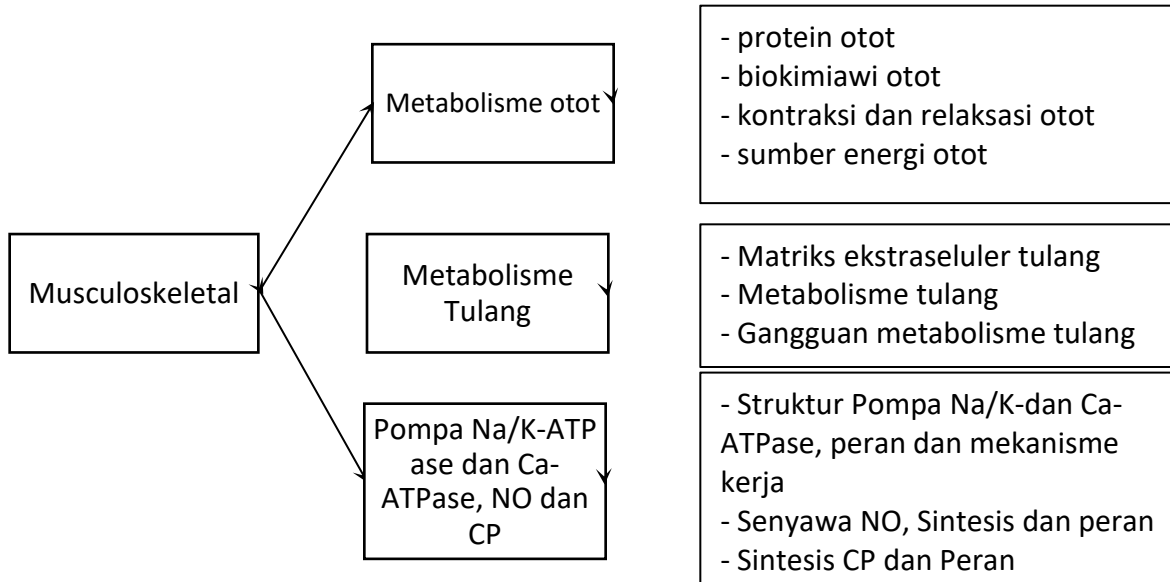 Musculoskeletal
Metabolisme otot
- protein otot
- biokimiawi otot
- kontraksi dan relaksasi otot
- sumber energi otot
Metabolisme
Tulang
- Matriks ekstraseluler tulang
- Metabolisme tulang
- Gangguan metabolisme tulang
Pompa Na/K-ATP
ase dan Ca-
ATPase, NO dan
CP
- Struktur Pompa Na/K-dan Ca-
ATPase, peran dan mekanisme
kerja
- Senyawa NO, Sintesis dan peran
- Sintesis CP dan Peran